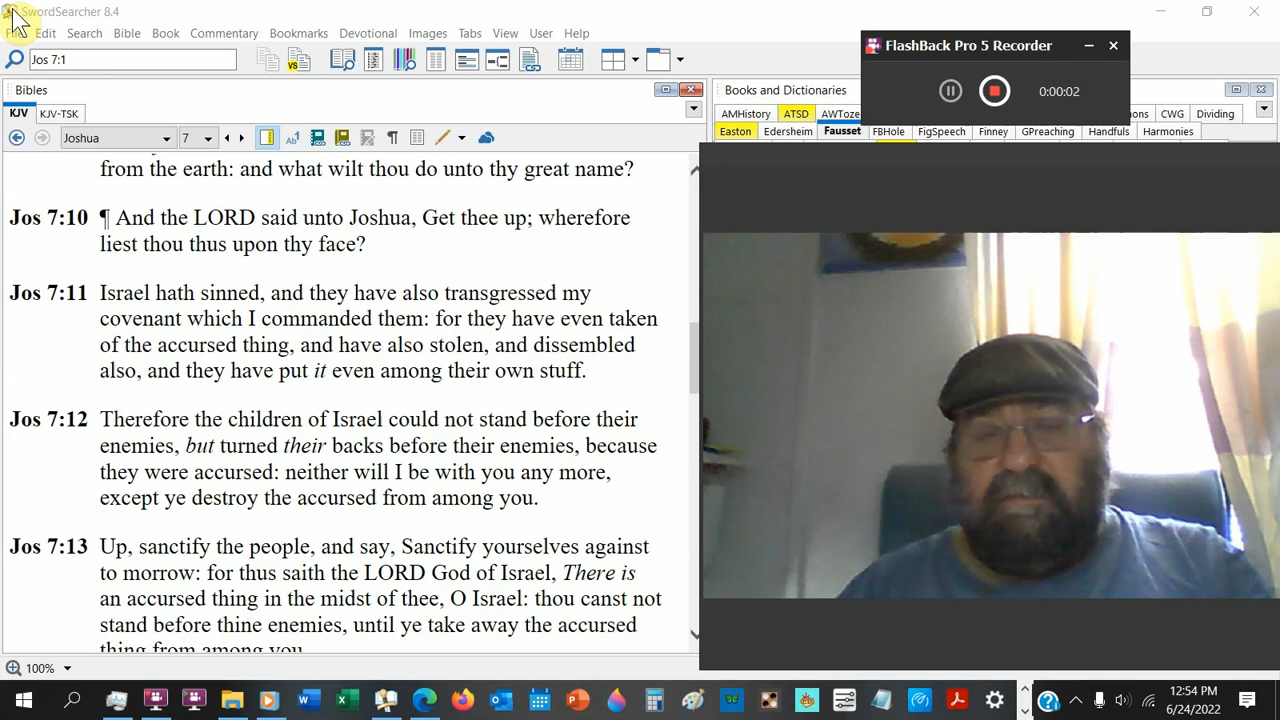 SwordSearcher 8.4
File Edit Search Bible Book Commentary Bookmarks Devotional Images Tabs View User Help
FlashBack Pro 5 Recorder
Jos 7:1
0:00:02
Bibles
Books and Dictionaries
KJV KJV-TSK
AMHistory ATSD AWToze CWG Dividing
Easton Edersheim Fausset FBHole FigSpeech Finney GPreaching Handfuls Harmonies
Joshua 7
from the earth: and what wilt thou do unto thy great name?
Jos 7:10 ¶ And the LORD said unto Joshua, Get thee up; wherefore
liest thou thus upon thy face?
Jos 7:11 Israel hath sinned, and they have also transgressed my
covenant which I commanded them: for they have even taken
of the accursed thing, and have also stolen, and dissembled
also, and they have put it even among their own stuff.
Jos 7:12 Therefore the children of Israel could not stand before their
enemies, but turned their backs before their enemies, because
they were accursed: neither will I be with you any more,
except ye destroy the accursed from among you.
Jos 7:13 Up, sanctify the people, and say, Sanctify yourselves against
to morrow: for thus saith the LORD God of Israel, There is
an accursed thing in the midst of thee, O Israel: thou canst not
stand before thine enemies, until ye take away the accursed
thing from among you.
100%
12:54 PM
6/24/2022